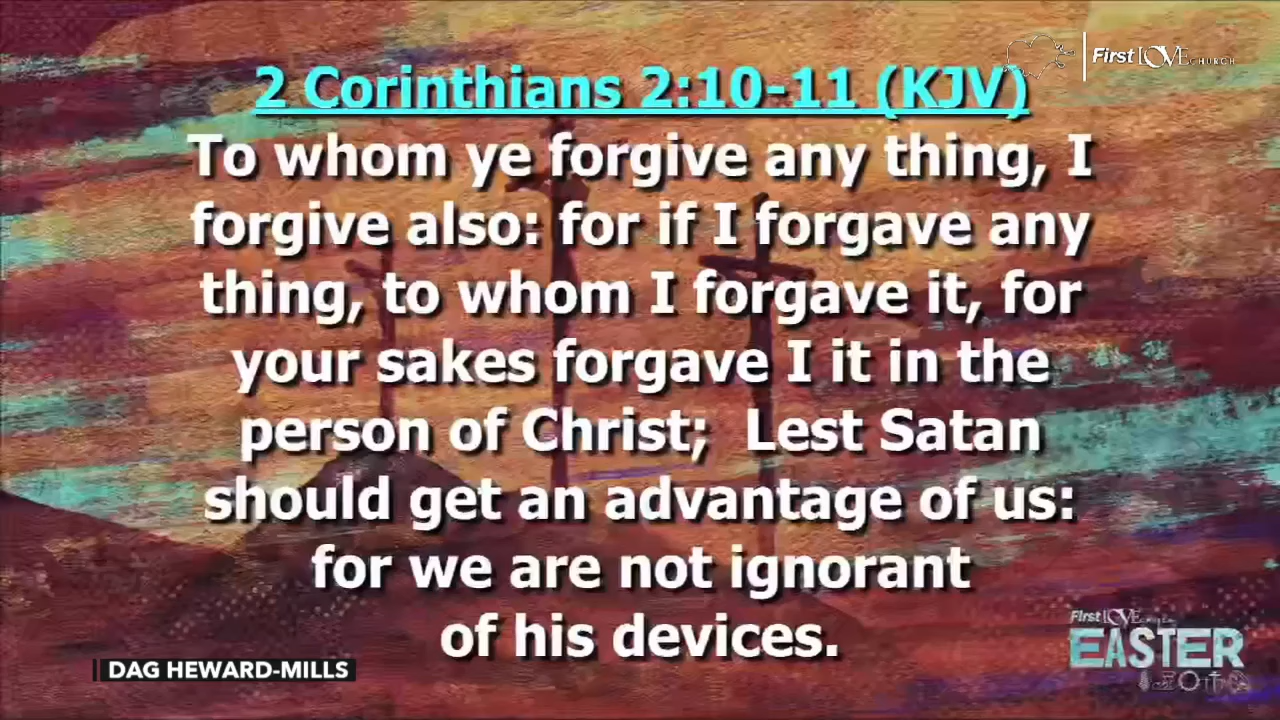 First LOVE CHURCH
2 Corinthians 2:10-11 (KJV)
To whom ye forgive any thing, I
forgive also: for if I forgave any
thing, to whom I forgave it, for
your sakes forgave I it in the
person of Christ;  Lest Satan
should get an advantage of us:
for we are not ignorant
of his devices.
DAG HEWARD-MILLS
First LOVE
EASTER